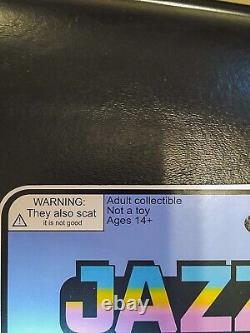 WARNING:
They also scat
it is not good
Adult collectible
Not a toy
Ages 14+
JAZZ